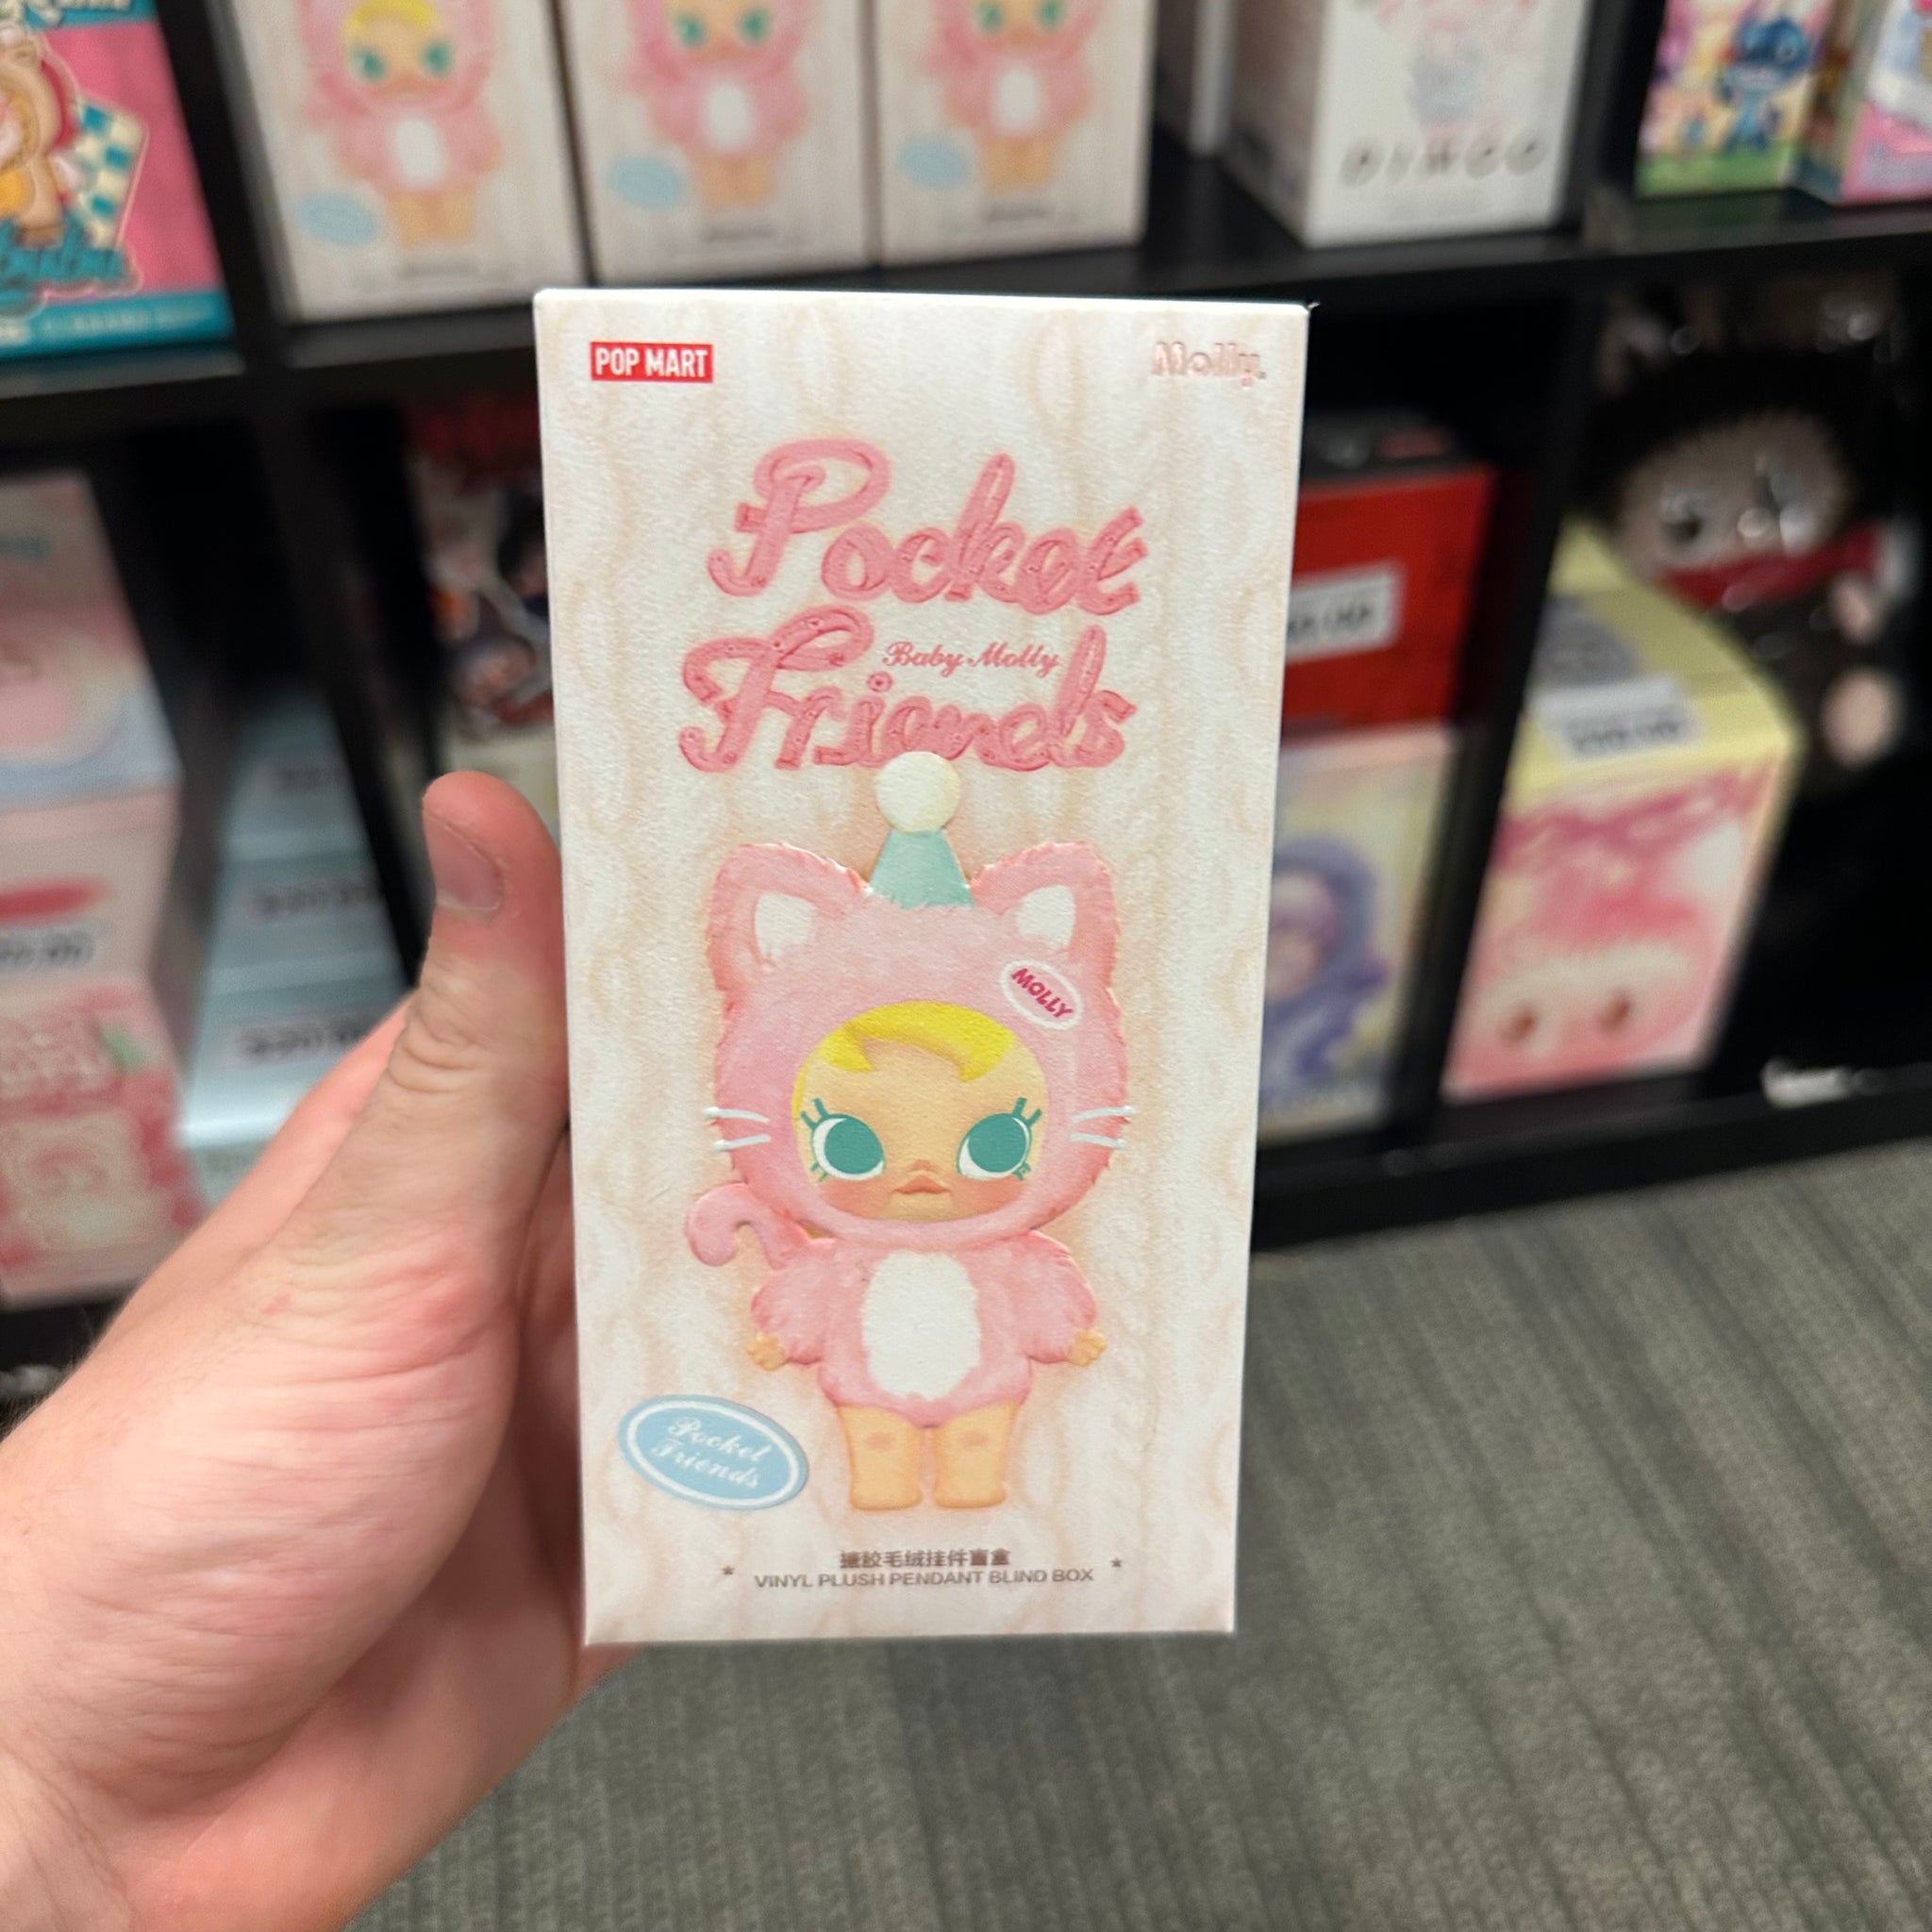 POP MART
Molly.
Pocket
Friends
Baby Molly
MOLLY
Pocket
Friends
搪胶毛绒挂件盲盒
* VINYL PLUSH PENDANT BLIND BOX *